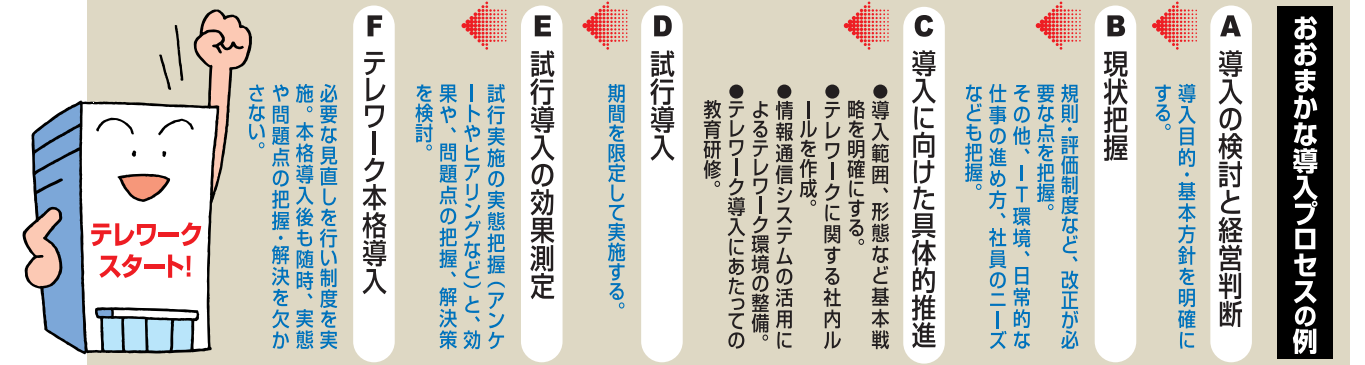 おおまかな導入プロセスの例
A 導入の検討と経営判断
導入目的・基本方針を明確に
する。
B 現状把握
規則・評価制度など、改正が必
要な点を把握。
その他、IT環境、日常的な
仕事の進め方、社員のニーズ
なども把握。
C 導入に向けた具体的推進
●導入範囲、形態など基本戦
略を明確にする。
●テレワークに関する社内ル
ールを作成。
●情報通信システムの活用に
よるテレワーク環境の整備。
●テレワーク導入にあたっての
教育研修。
D 試行導入
期間を限定して実施する。
E 試行導入の効果測定
試行実施の実態把握（アンケ
ートやヒアリングなど）と、効
果や、問題点の把握、解決策
を検討。
F テレワーク本格導入
必要な見直しを行い制度を実
施。本格導入後も随時、実態
や問題点の把握・解決を欠か
さない。
テレワーク
スタート!